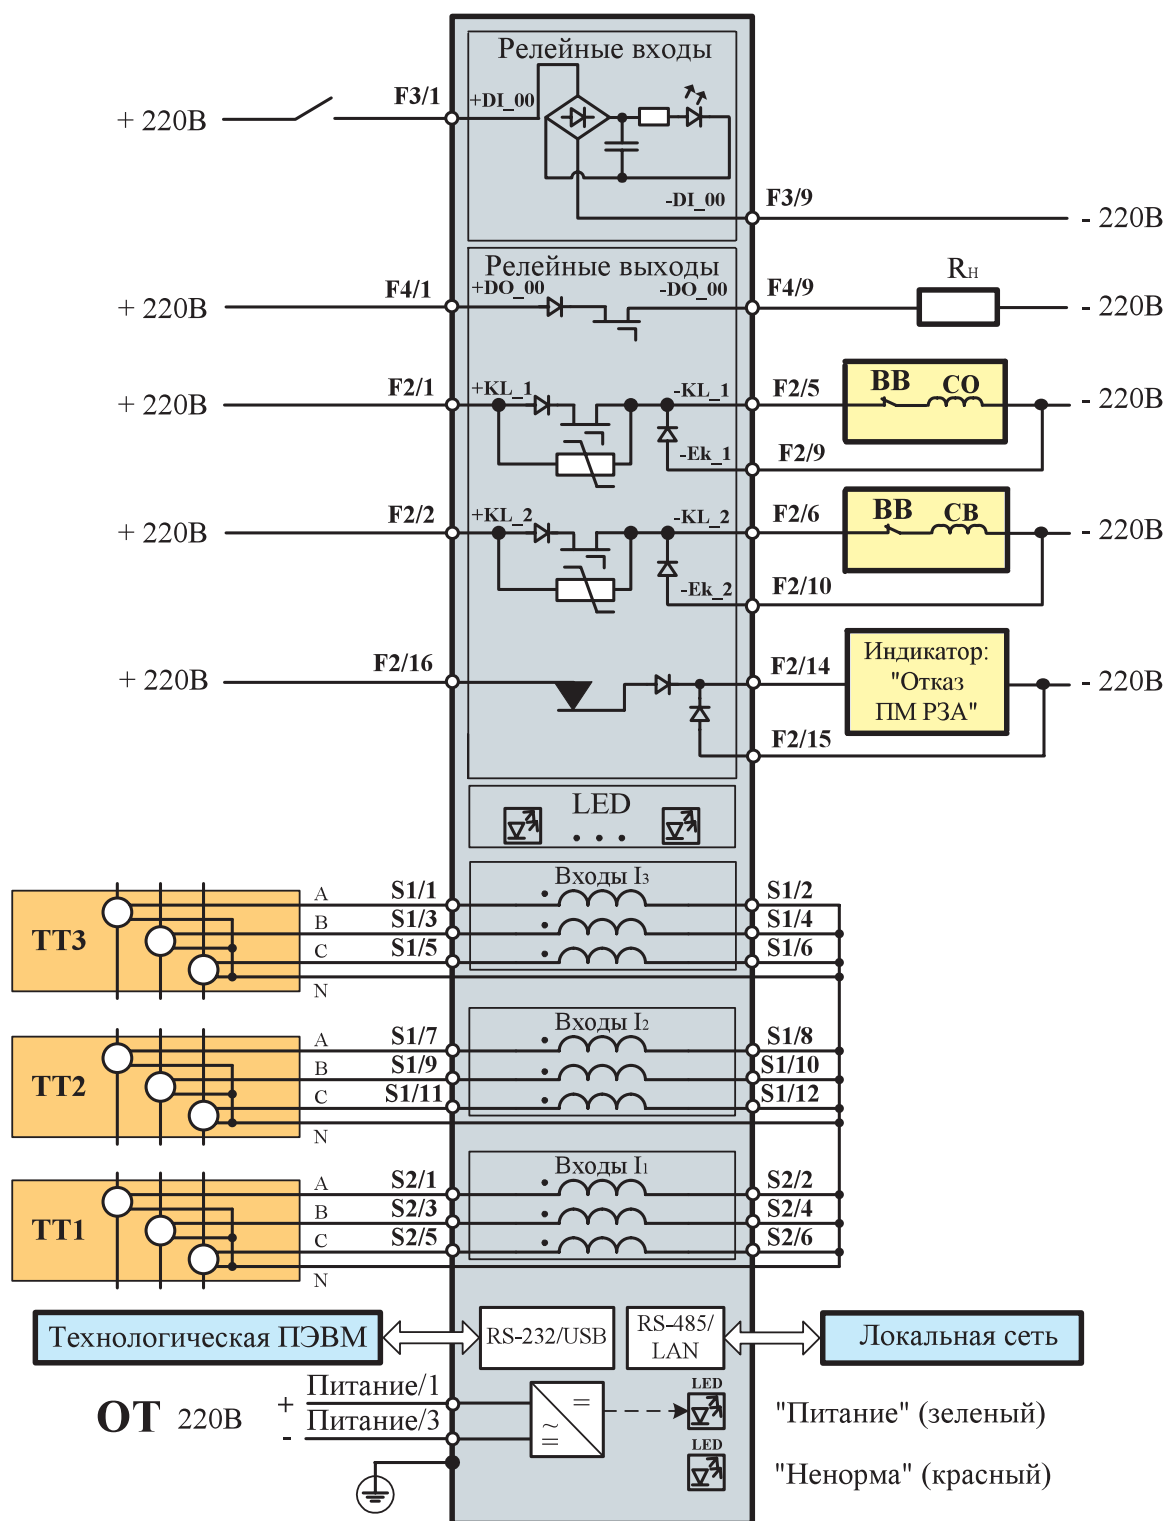 Релейные входы
+ 220В
F3/1
+DI_00
-DI_00
F3/9
- 220В
Релейные выходы
+ 220В
F4/1
+DO_00
-DO_00
F4/9
Rн
- 220В
+ 220В
F2/1
+KL_1
-KL_1
F2/5
ВВ
СО
- 220В
-Ek_1
F2/9
+ 220В
F2/2
+KL_2
-KL_2
F2/6
ВВ
СВ
- 220В
-Ek_2
F2/10
+ 220В
F2/16
F2/14
Индикатор:
"Отказ
ПМ РЗА"
- 220В
F2/15
LED
. . .
Входы I3
ТТ3
A
S1/1
S1/2
B
S1/3
S1/4
C
S1/5
S1/6
N
Входы I2
ТТ2
A
S1/7
S1/8
B
S1/9
S1/10
C
S1/11
S1/12
N
Входы I1
ТТ1
A
S2/1
S2/2
B
S2/3
S2/4
C
S2/5
S2/6
N
Технологическая ПЭВМ
RS-232/USB
RS-485/
LAN
Локальная сеть
ОТ 220В
+ Питание/1
- Питание/3
=
~
=
LED
"Питание" (зеленый)
LED
"Ненорма" (красный)